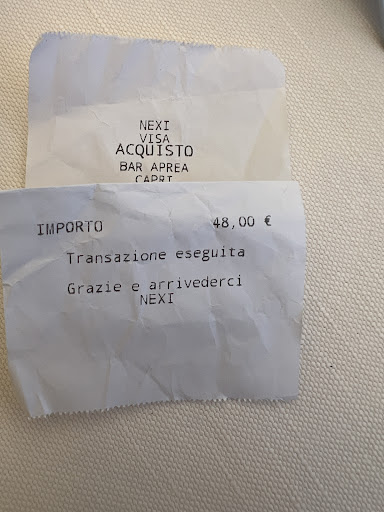 NEXI
VISA
ACQUISTO
BAR APREA
CAPRI
IMPORTO 48,00 €
Transazione eseguita
Grazie e arrivederci
NEXI